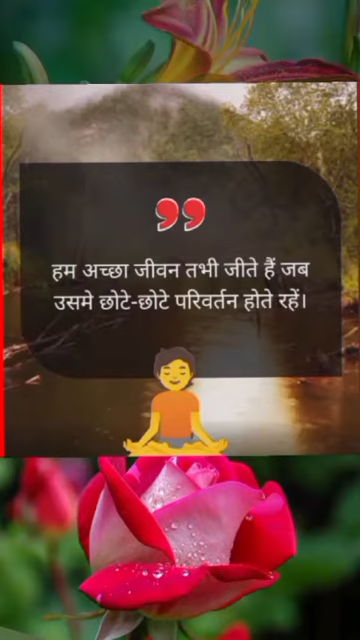 हम अच्छा जीवन तभी जीते हैं जब
उसमे छोटे-छोटे परिवर्तन होते रहें।